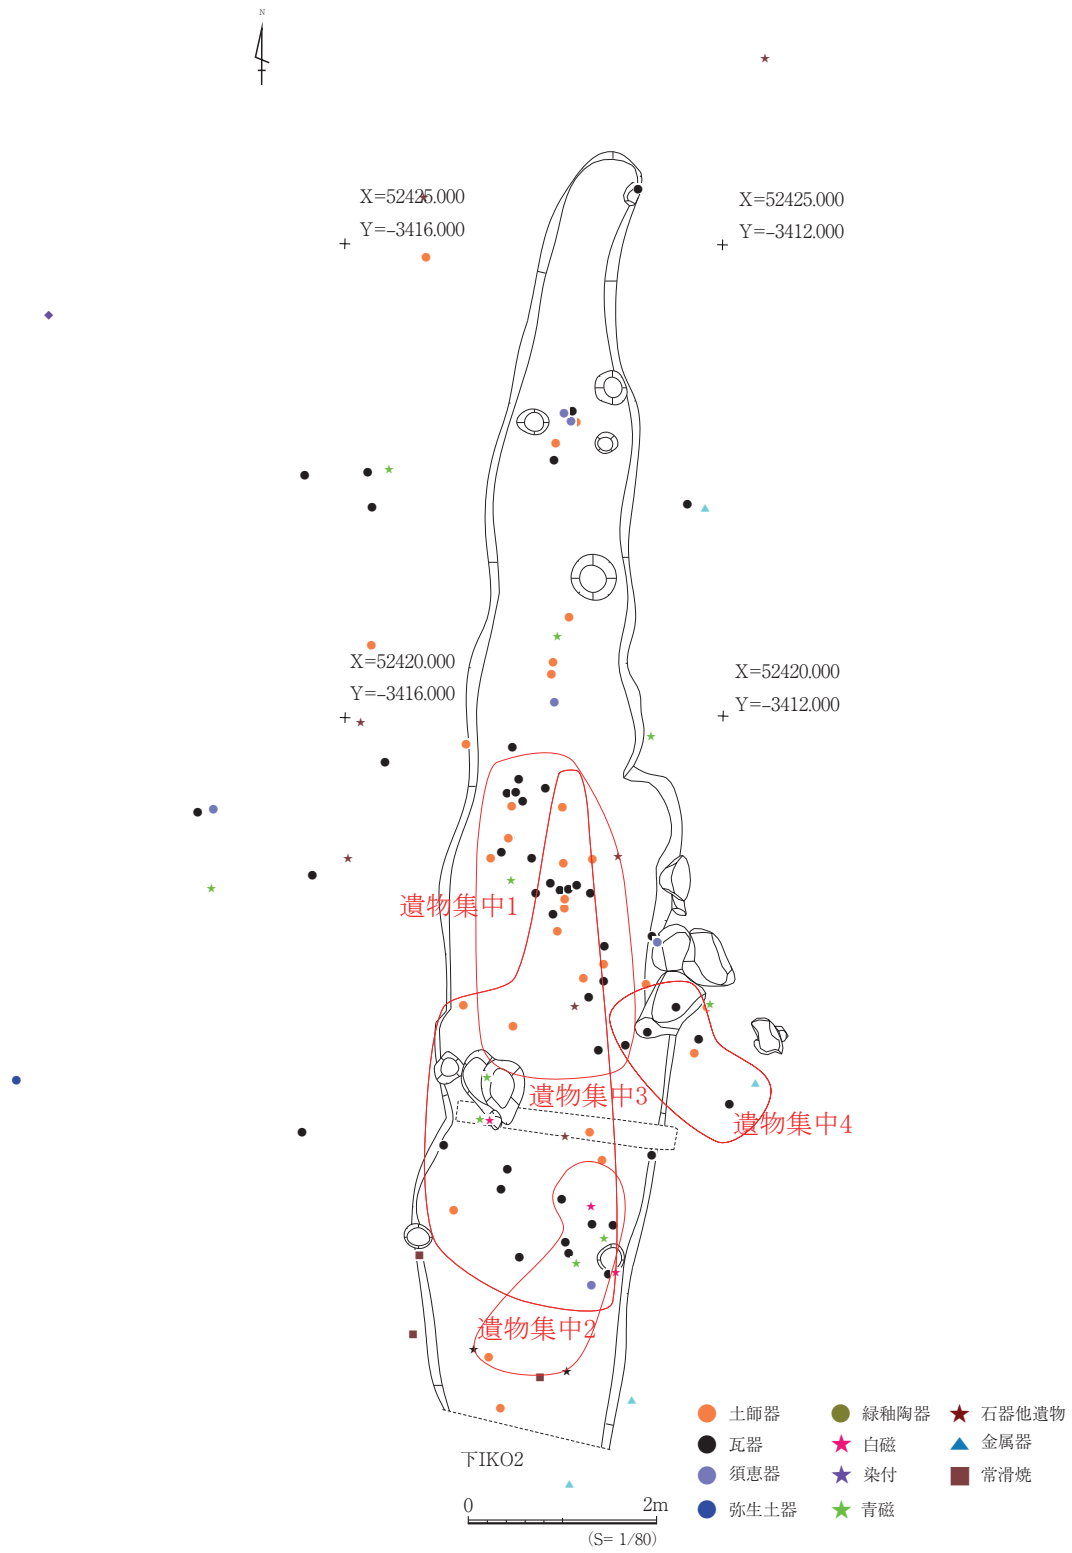 N
X=52425.000
Y=-3416.000
X=52425.000
Y=-3412.000
X=52420.000
Y=-3416.000
X=52420.000
Y=-3412.000
遺物集中1
遺物集中3
遺物集中4
遺物集中2
土師器
瓦器
須恵器
弥生土器
緑釉陶器
白磁
染付
青磁
石器他遺物
金属器
常滑焼
下IKO2
0 2m
(S= 1/80)